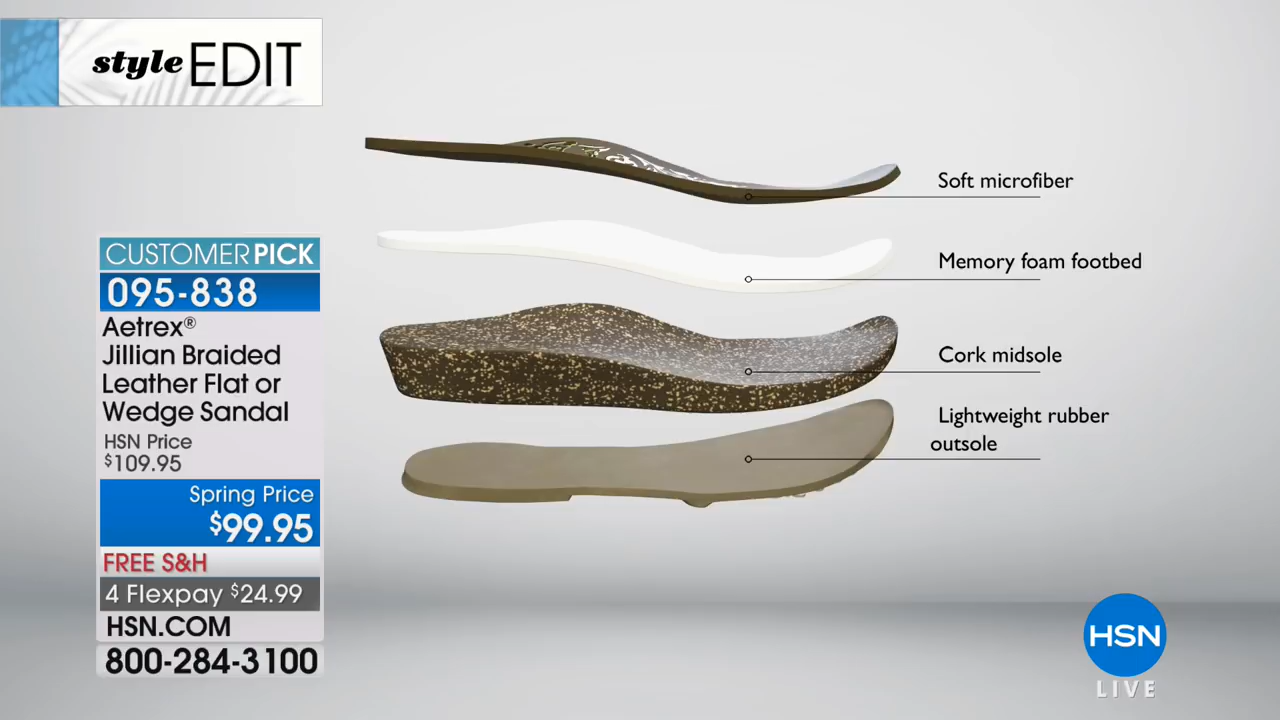 styleEDIT
CUSTOMER PICK
095-838
Aetrex®
Jillian Braided
Leather Flat or
Wedge Sandal
HSN Price
$109.95
Spring Price
$99.95
FREE S&H
4 Flexpay $24.99
HSN.COM
800-284-3100
Soft microfiber
Memory foam footbed
Cork midsole
Lightweight rubber
outsole
HSN
LIVE